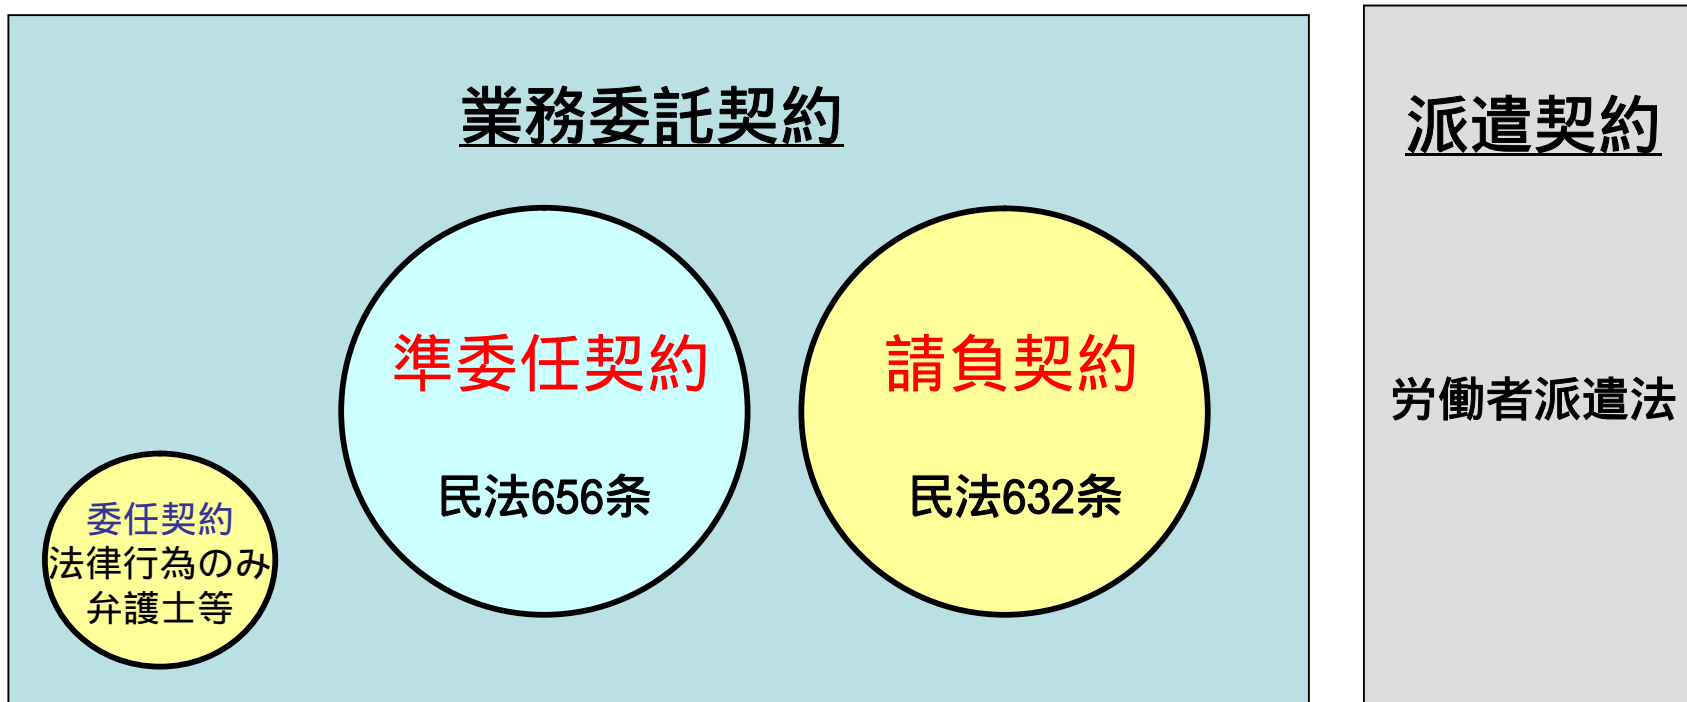 業務委託契約
準委任契約
民法656条
請負契約
民法632条
委任契約
法律行為のみ
弁護士等
派遣契約
労働者派遣法